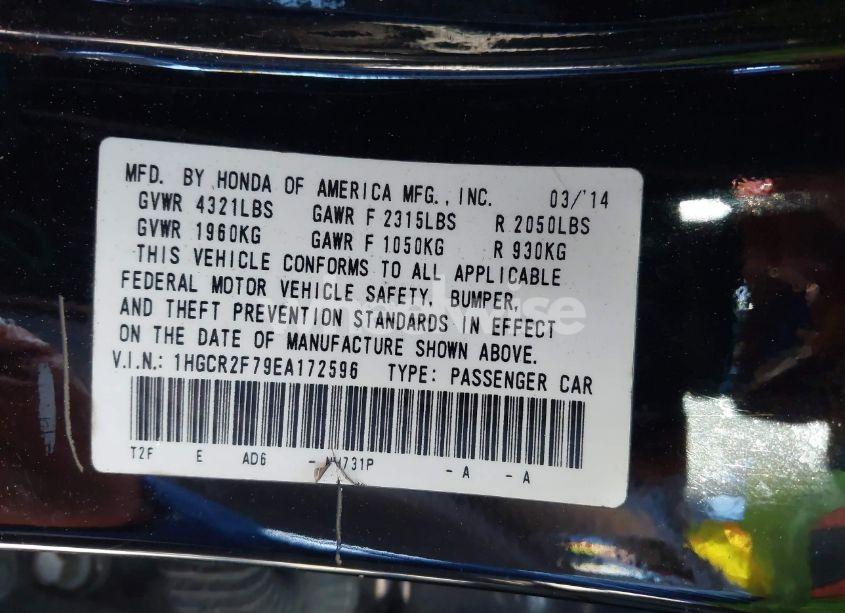 MFD. BY HONDA OF AMERICA MFG., INC. 03/'14
GVWR 4321LBS GAWR F 2315LBS R 2050LBS
GVWR 1960KG GAWR F 1050KG R 930KG
THIS VEHICLE CONFORMS TO ALL APPLICABLE
FEDERAL MOTOR VEHICLE SAFETY, BUMPER,
AND THEFT PREVENTION STANDARDS IN EFFECT
ON THE DATE OF MANUFACTURE SHOWN ABOVE.
V.I.N.: 1HGCR2F79EA172596 TYPE: PASSENGER CAR
T2F E AD6 - NH731P - A - A